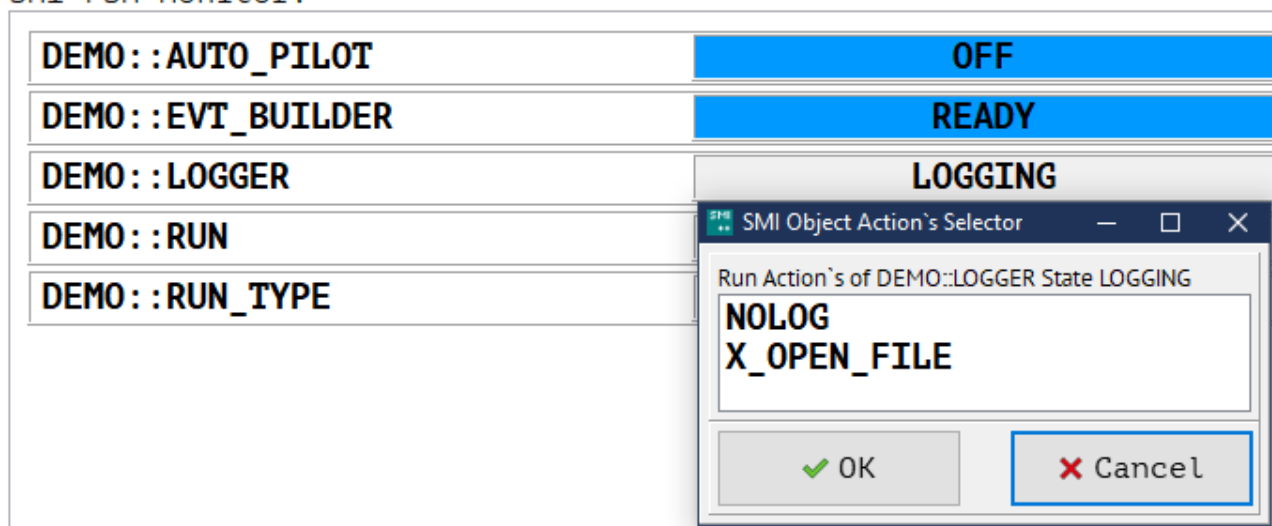 DEMO::AUTO_PILOT OFF
DEMO::EVT_BUILDER READY
DEMO::LOGGER LOGGING
DEMO::RUN
DEMO::RUN_TYPE
SMI Object Action`s Selector
Run Action`s of DEMO::LOGGER State LOGGING
NOLOG
X_OPEN_FILE
OK Cancel